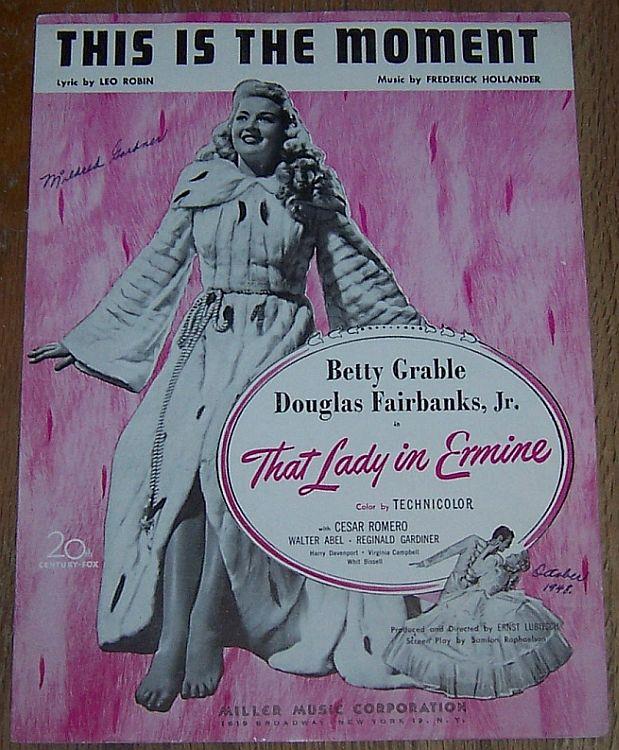 THIS IS THE MOMENT
Lyric by LEO ROBIN
Music by FREDERICK HOLLANDER
Mildred Gardner
Betty Grable
Douglas Fairbanks, Jr.
in
That Lady in Ermine
Color by TECHNICOLOR
with CESAR ROMERO
WALTER ABEL · REGINALD GARDINER
Harry Davenport · Virginia Campbell
Whit Bissell
20th
CENTURY-FOX
October
1948.
Produced and Directed by ERNST LUBITSCH
Screen Play by Samson Raphaelson
MILLER MUSIC CORPORATION
1619 BROADWAY, NEW YORK 19, N. Y.